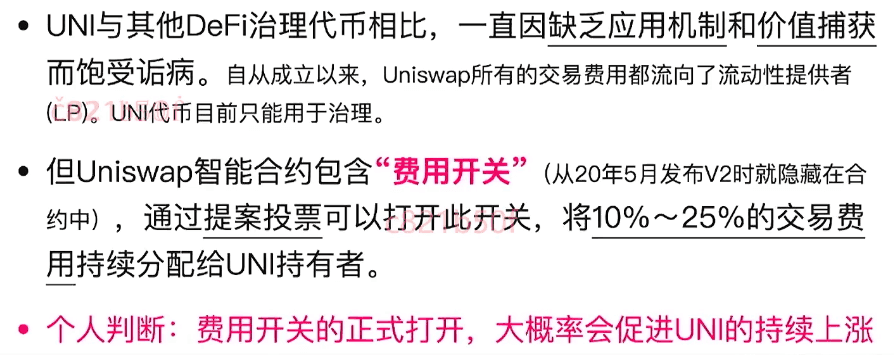 • UNI与其他DeFi治理代币相比，一直因缺乏应用机制和价值捕获
而饱受诟病。自从成立以来，Uniswap所有的交易费用都流向了流动性提供者
(LP)。UNI代币目前只能用于治理。
• 但Uniswap智能合约包含“费用开关”（从20年5月发布V2时就隐藏在合
约中），通过提案投票可以打开此开关，将10%～25%的交易费
用持续分配给UNI持有者。
• 个人判断：费用开关的正式打开，大概率会促进UNI的持续上涨